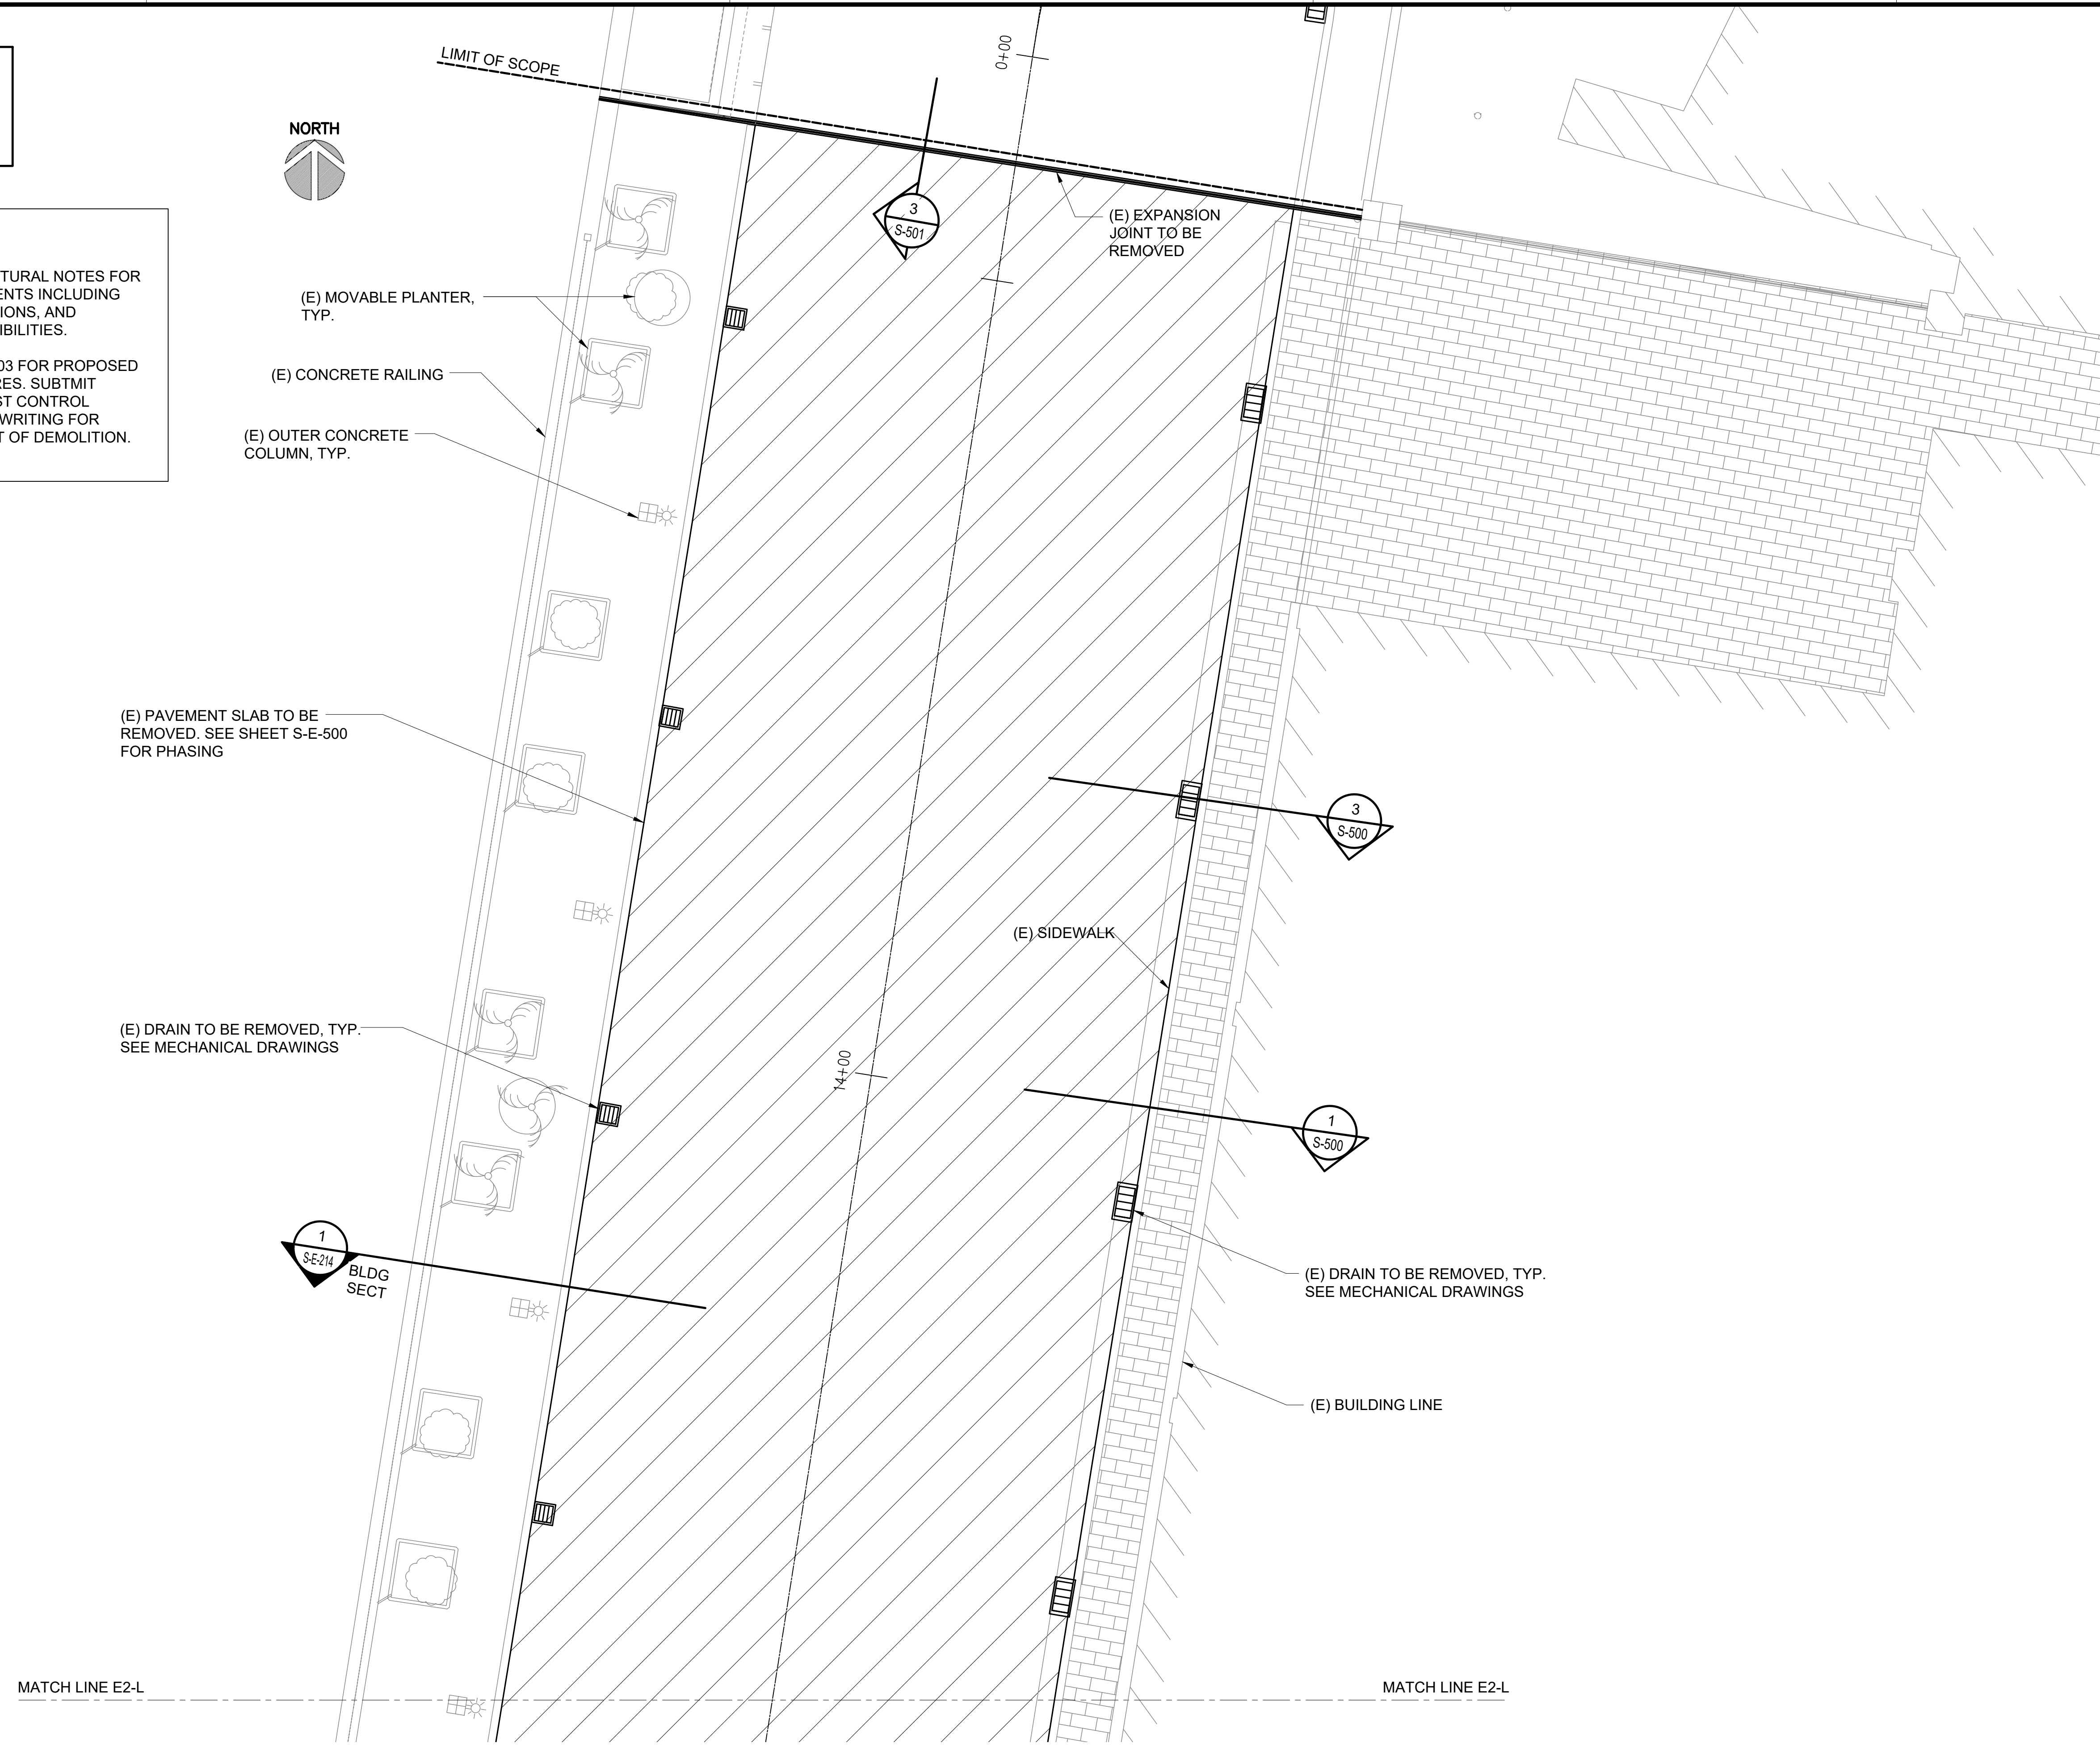 LIMIT OF SCOPE
0+00
NORTH
3
S-501
(E) EXPANSION
JOINT TO BE
REMOVED
TURAL NOTES FOR
ENTS INCLUDING
IONS, AND
IBILITIES.
03 FOR PROPOSED
RES. SUBTMIT
ST CONTROL
WRITING FOR
T OF DEMOLITION.
(E) MOVABLE PLANTER,
TYP.
(E) CONCRETE RAILING
(E) OUTER CONCRETE
COLUMN, TYP.
(E) PAVEMENT SLAB TO BE
REMOVED. SEE SHEET S-E-500
FOR PHASING
3
S-500
(E) SIDEWALK
(E) DRAIN TO BE REMOVED, TYP.
SEE MECHANICAL DRAWINGS
14+00
1
S-500
1
S-E-214
BLDG
SECT
(E) DRAIN TO BE REMOVED, TYP.
SEE MECHANICAL DRAWINGS
(E) BUILDING LINE
MATCH LINE E2-L
MATCH LINE E2-L